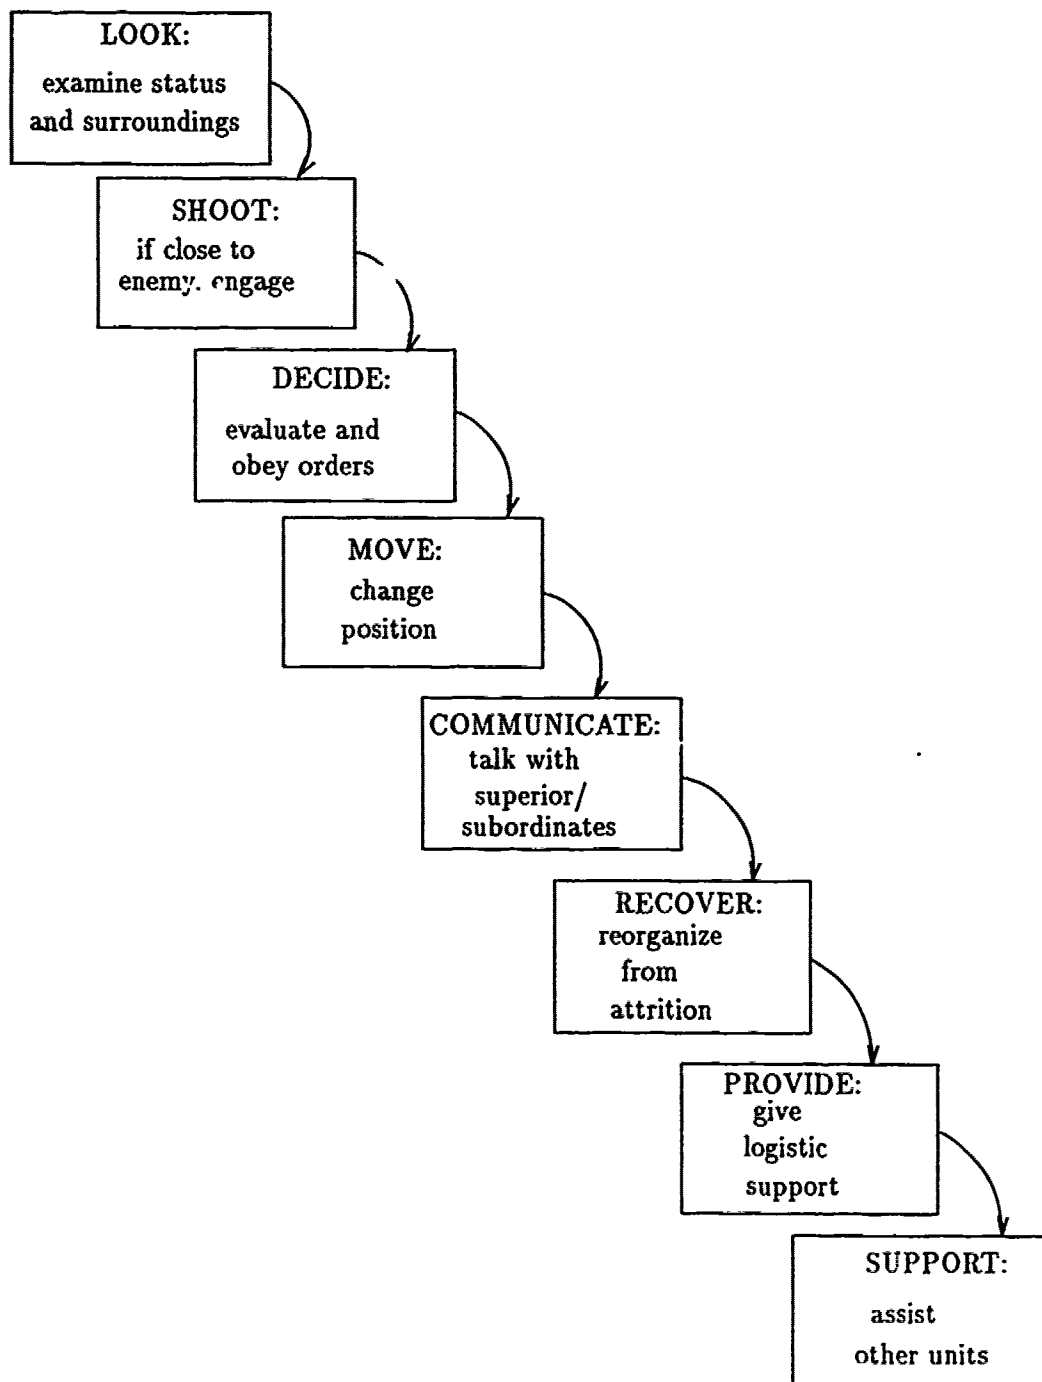 LOOK:
examine status
and surroundings
SHOOT:
if close to
enemy. engage
DECIDE:
evaluate and
obey orders
MOVE:
change
position
COMMUNICATE:
talk with
superior/
subordinates
RECOVER:
reorganize
from
attrition
PROVIDE:
give
logistic
support
SUPPORT:
assist
other units